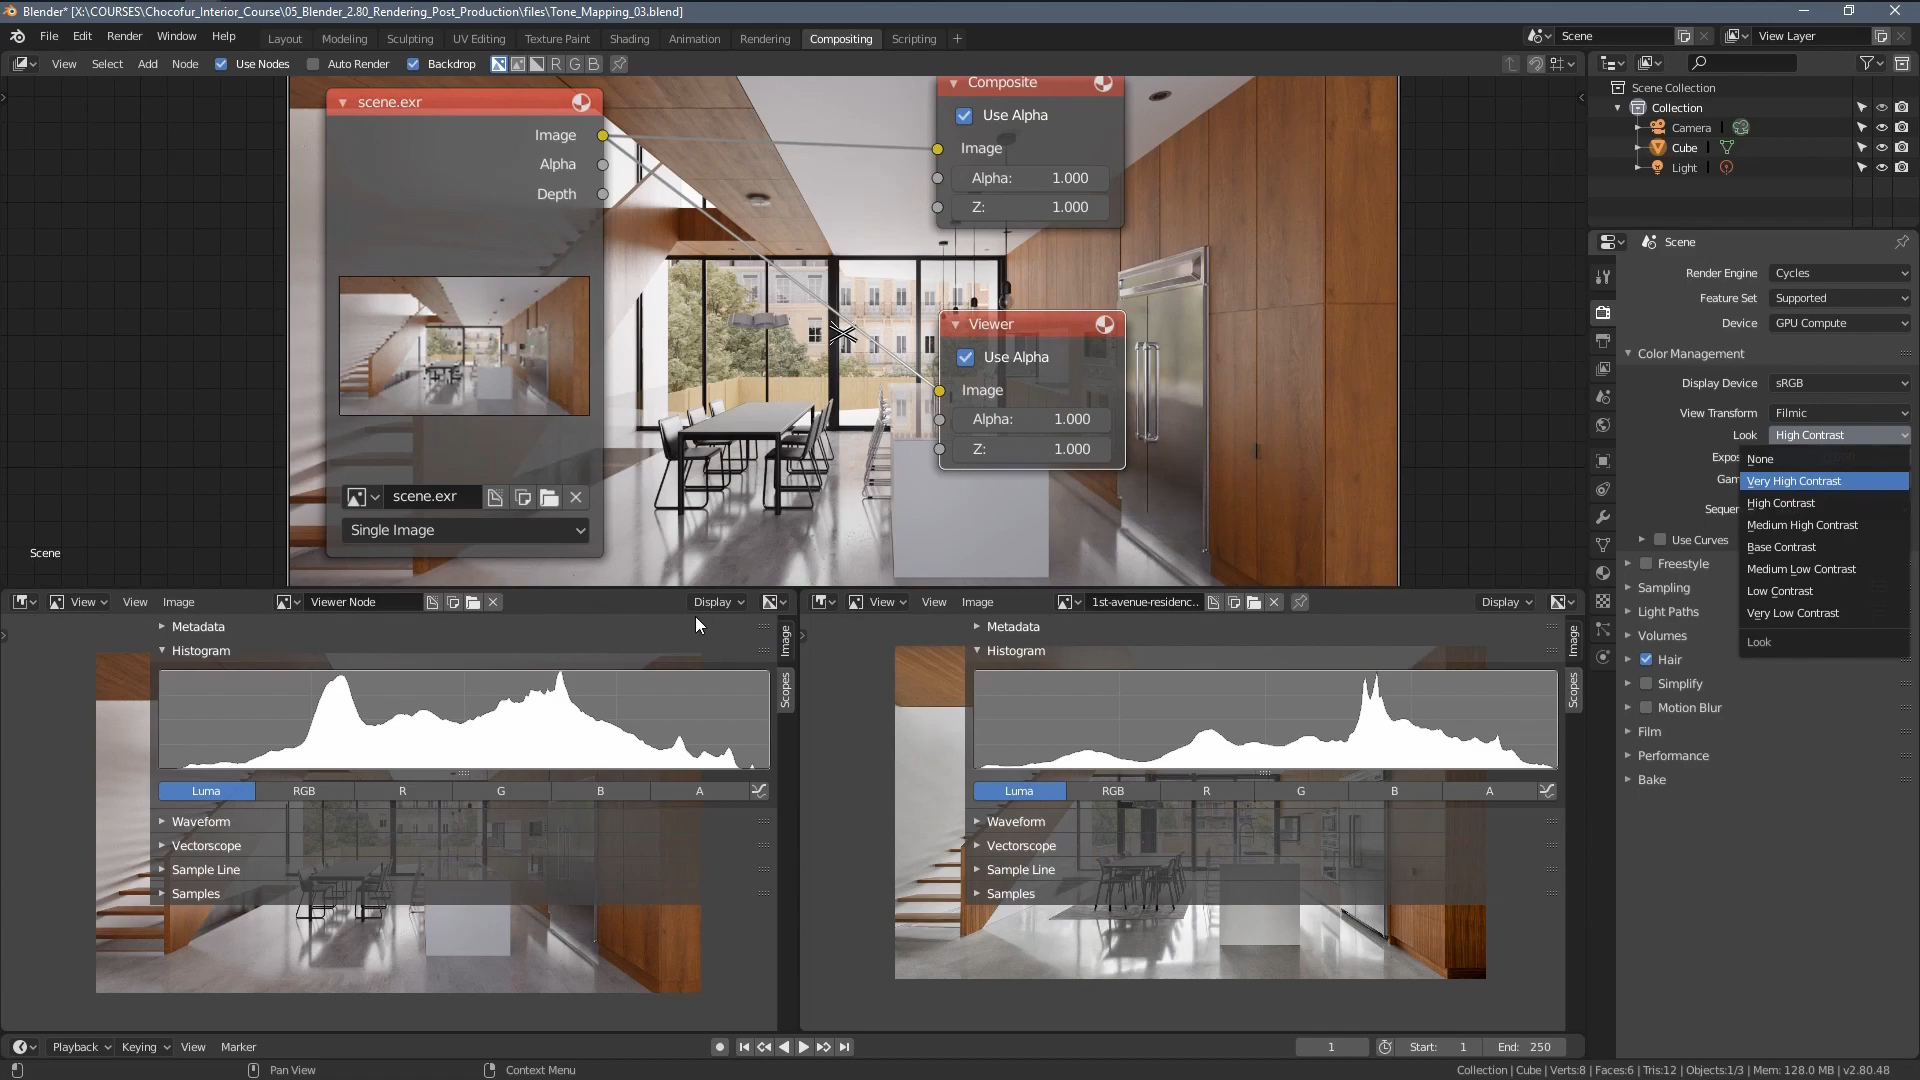 Blender* [X:\COURSES\Chocofur_Interior_Course\05_Blender_2.80_Rendering_Post_Production\files\Tone_Mapping_03.blend]
File Edit Render Window Help Layout Modeling Sculpting UV Editing Texture Paint Shading Animation Rendering Compositing Scripting + Scene View Layer
View Select Add Node Use Nodes Auto Render Backdrop R G B
Scene Collection
Collection
Camera
Cube
Light
scene.exr
Image
Alpha
Depth
scene.exr
Single Image
Composite
Use Alpha
Image
Alpha: 1.000
Z: 1.000
Viewer
Use Alpha
Image
Alpha: 1.000
Z: 1.000
Scene
Scene
Render Engine Cycles
Feature Set Supported
Device GPU Compute
Color Management
Display Device sRGB
View Transform Filmic
Look High Contrast
Expos
Gam
Sequen
None
Very High Contrast
High Contrast
Medium High Contrast
Base Contrast
Medium Low Contrast
Low Contrast
Very Low Contrast
Look
Use Curves
Freestyle
Sampling
Light Paths
Volumes
Hair
Simplify
Motion Blur
Film
Performance
Bake
View View Image Viewer Node Display
Metadata
Histogram
Luma RGB R G B A
Waveform
Vectorscope
Sample Line
Samples
Image
Scopes
View View Image 1st-avenue-residenc.. Display
Metadata
Histogram
Luma RGB R G B A
Waveform
Vectorscope
Sample Line
Samples
Image
Scopes
Playback Keying View Marker 1 Start: 1 End: 250
Pan View Context Menu Collection | Cube | Verts:8 | Faces:6 | Tris:12 | Objects:1/3 | Mem: 128.0 MB | v2.80.48